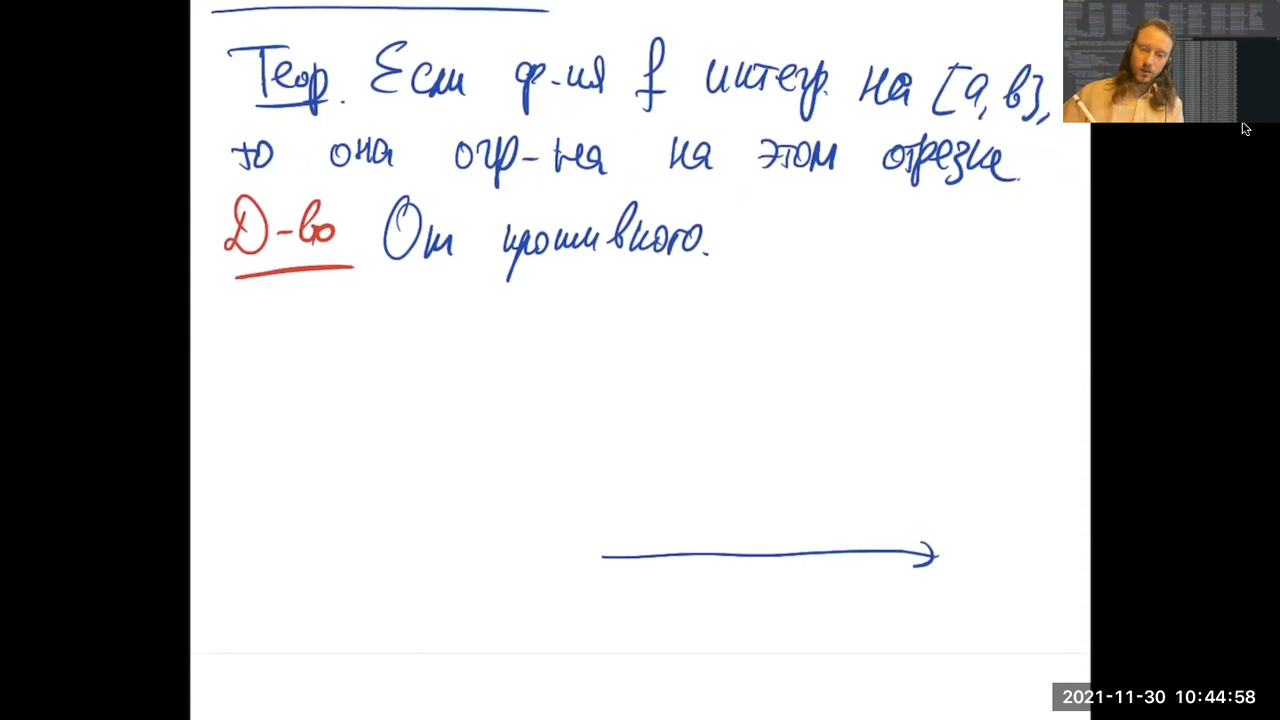 Теор. Если ф-ия f интегр. на [a, b],
то она огр-на на этом отрезке.
Д-во От противного.
2021-11-30 10:44:58